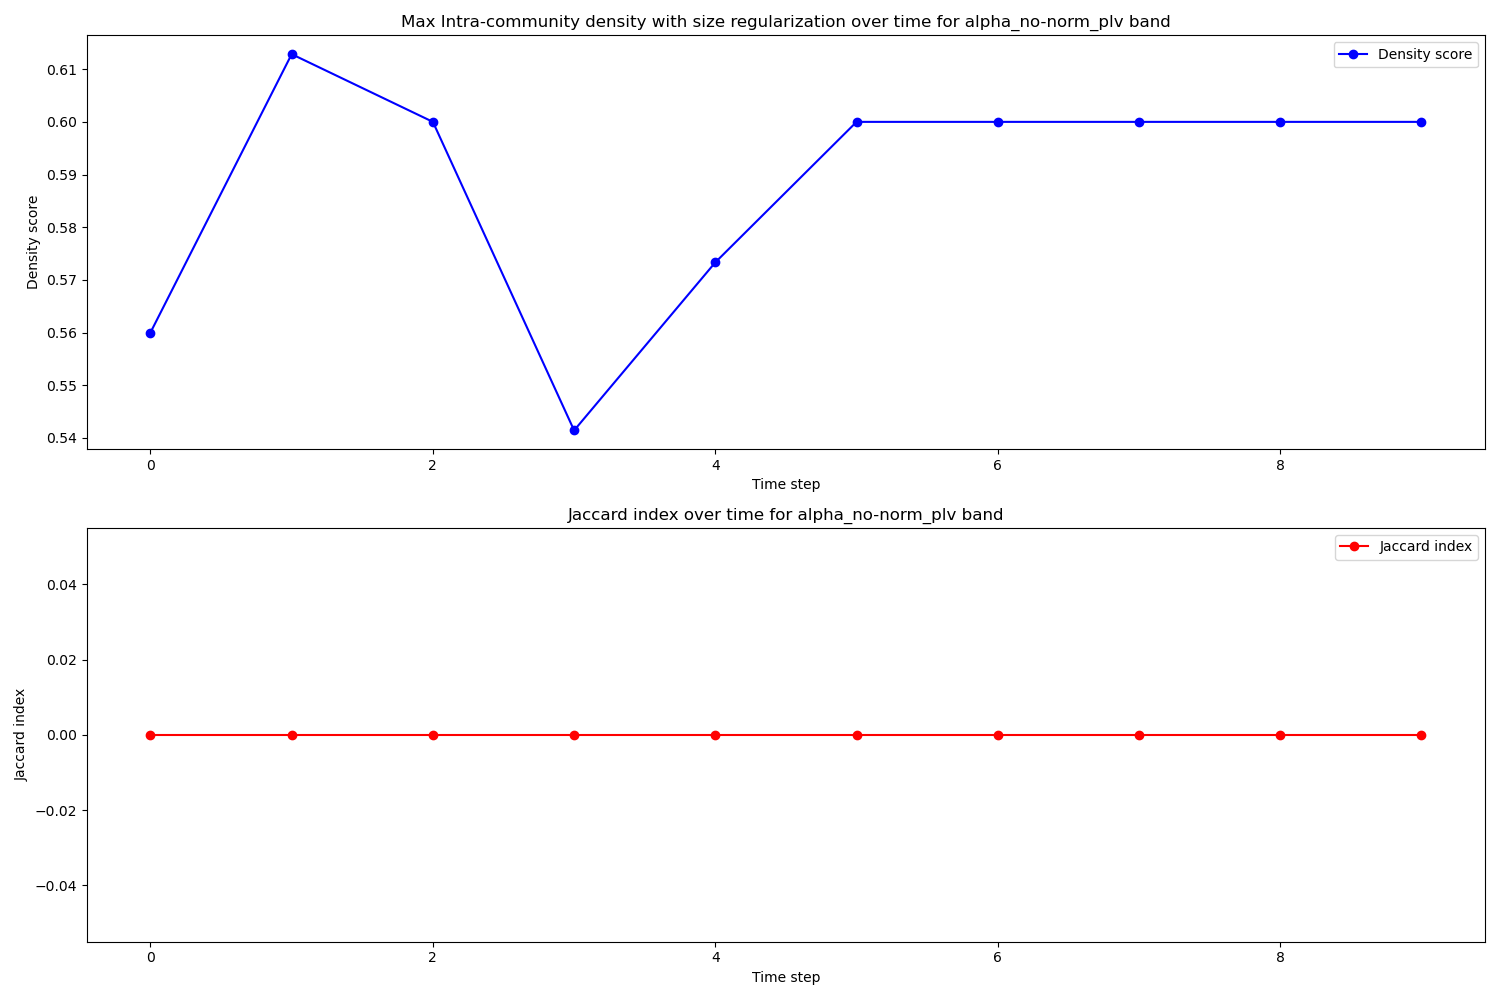 Max Intra-community density with size regularization over time for alpha_no-norm_plv band
Density score
0.61
0.60
0.59
0.58
0.57
0.56
0.55
0.54
Density score
0 2 4 6 8
Time step
Jaccard index over time for alpha_no-norm_plv band
Jaccard index
0.04
0.02
0.00
−0.02
−0.04
Jaccard index
0 2 4 6 8
Time step